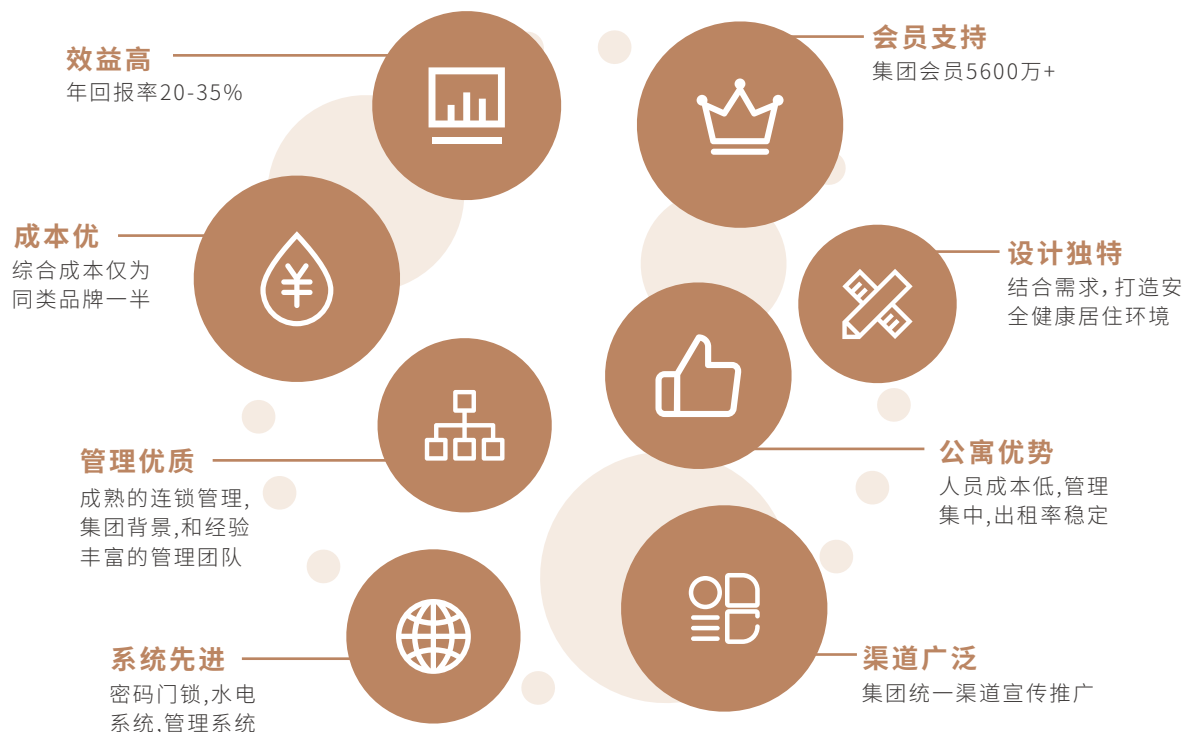 效益高
年回报率20-35%
成本优
综合成本仅为
同类品牌一半
管理优质
成熟的连锁管理,
集团背景,和经验
丰富的管理团队
系统先进
密码门锁,水电
系统,管理系统
会员支持
集团会员5600万+
设计独特
结合需求，打造安
全健康居住环境
公寓优势
人员成本低,管理
集中,出租率稳定
渠道广泛
集团统一渠道宣传推广